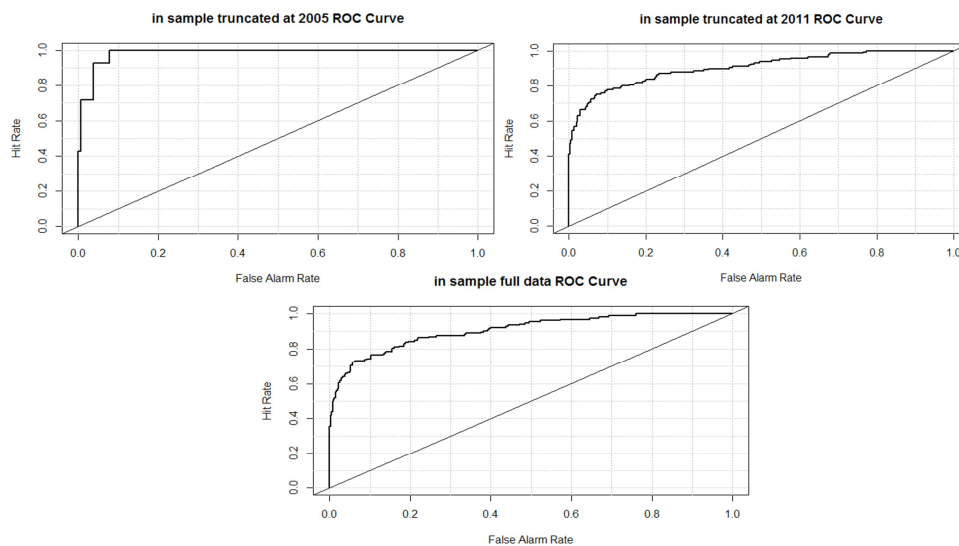 in sample truncated at 2005 ROC Curve
Hit Rate
1.0
0.8
0.6
0.4
0.2
0.0
0.0 0.2 0.4 0.6 0.8 1.0
False Alarm Rate
in sample truncated at 2011 ROC Curve
Hit Rate
1.0
0.8
0.6
0.4
0.2
0.0
0.0 0.2 0.4 0.6 0.8 1.0
False Alarm Rate
in sample full data ROC Curve
Hit Rate
1.0
0.8
0.6
0.4
0.2
0.0
0.0 0.2 0.4 0.6 0.8 1.0
False Alarm Rate